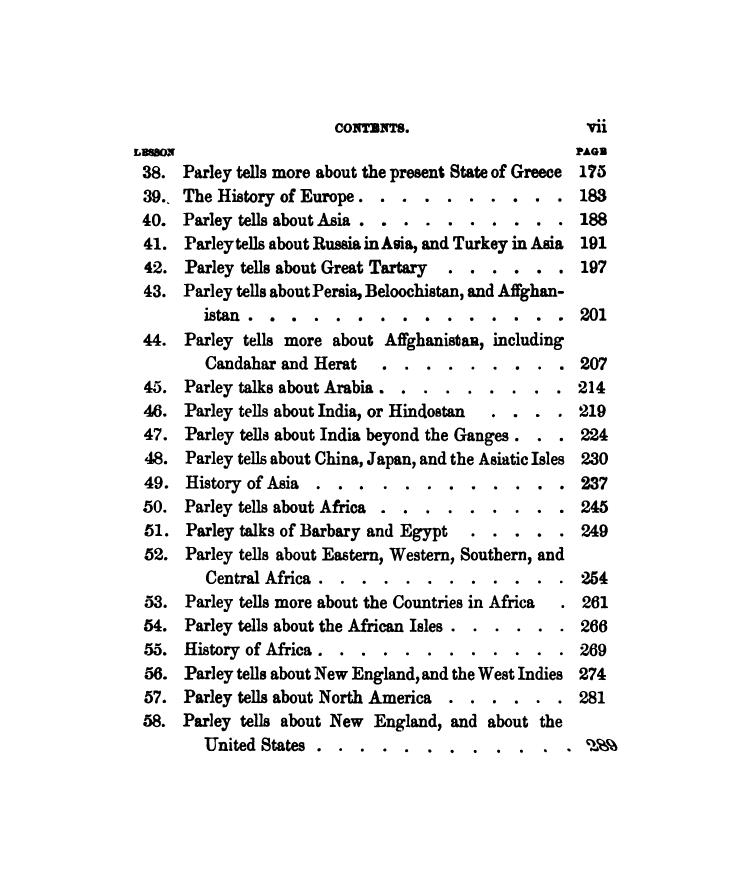 CONTENTS. vii
LESSON PAGE
38. Parley tells more about the present State of Greece 175
39. The History of Europe . . . . . . . . . . 183
40. Parley tells about Asia . . . . . . . . . . 188
41. Parley tells about Russia in Asia, and Turkey in Asia 191
42. Parley tells about Great Tartary . . . . . . 197
43. Parley tells about Persia, Beloochistan, and Affghan-
istan . . . . . . . . . . . . . . . 201
44. Parley tells more about Affghanistan, including
Candahar and Herat . . . . . . . . . 207
45. Parley talks about Arabia . . . . . . . . . 214
46. Parley tells about India, or Hindostan . . . . 219
47. Parley tells about India beyond the Ganges . . . 224
48. Parley tells about China, Japan, and the Asiatic Isles 230
49. History of Asia . . . . . . . . . . . . 237
50. Parley tells about Africa . . . . . . . . . 245
51. Parley talks of Barbary and Egypt . . . . . 249
52. Parley tells about Eastern, Western, Southern, and
Central Africa . . . . . . . . . . . . 254
53. Parley tells more about the Countries in Africa . 261
54. Parley tells about the African Isles . . . . . . 266
55. History of Africa . . . . . . . . . . . . 269
56. Parley tells about New England, and the West Indies 274
57. Parley tells about North America . . . . . . 281
58. Parley tells about New England, and about the
United States . . . . . . . . . . . . . 289